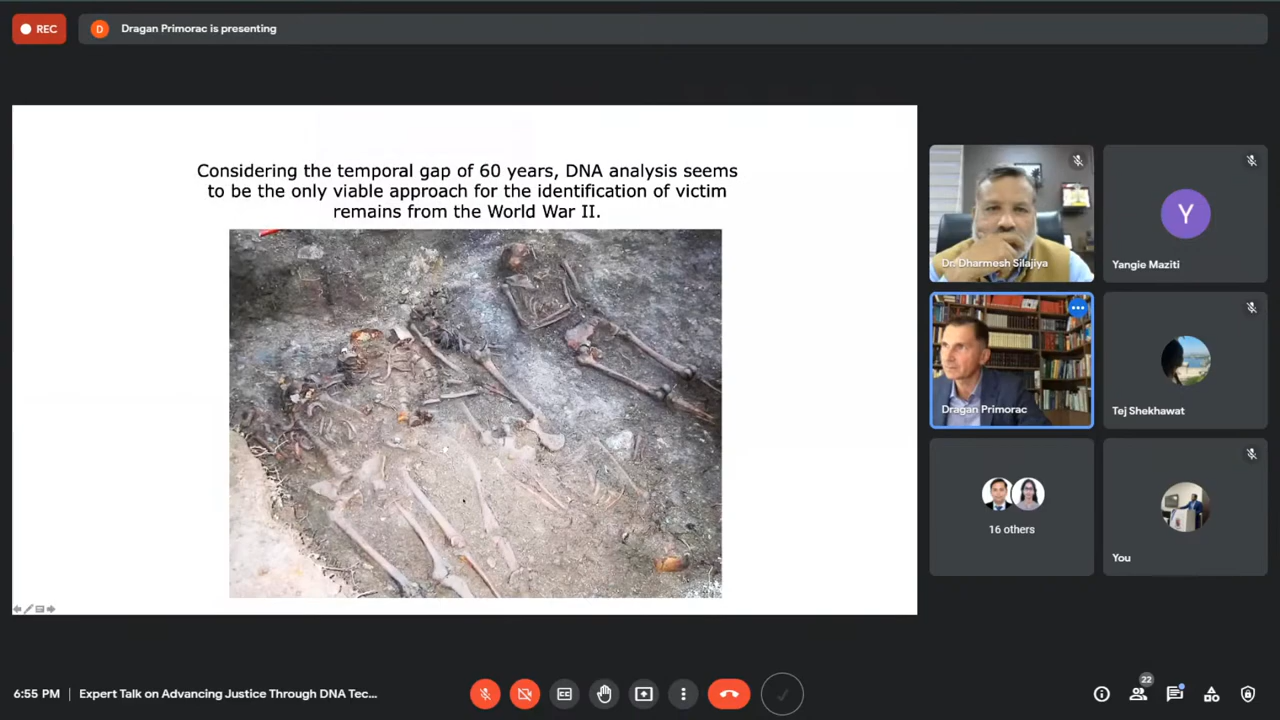 REC
D
Dragan Primorac is presenting
Considering the temporal gap of 60 years, DNA analysis seems
to be the only viable approach for the identification of victim
remains from the World War II.
Dr. Dharmesh Silajiya
Y
Yangie Maziti
Dragan Primorac
Tej Shekhawat
16 others
You
22
6:55 PM | Expert Talk on Advancing Justice Through DNA Tec...
CC